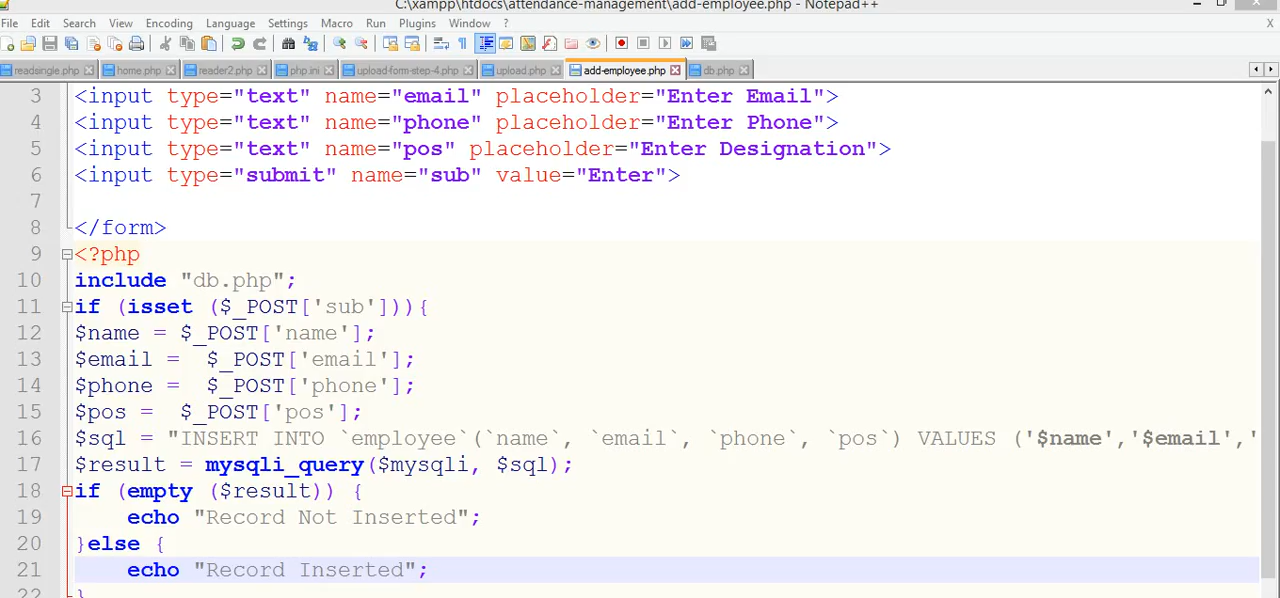 C:\xampp\htdocs\attendance-management\add-employee.php - Notepad++
File Edit Search View Encoding Language Settings Macro Run Plugins Window ?
X
readsingle.php home.php reader2.php php.ini upload-form-step-4.php upload.php add-employee.php db.php
3 <input type="text" name="email" placeholder="Enter Email">
4 <input type="text" name="phone" placeholder="Enter Phone">
5 <input type="text" name="pos" placeholder="Enter Designation">
6 <input type="submit" name="sub" value="Enter">
7
8 </form>
9 <?php
10 include "db.php";
11 if (isset ($_POST['sub'])){
12 $name = $_POST['name'];
13 $email =  $_POST['email'];
14 $phone =  $_POST['phone'];
15 $pos =  $_POST['pos'];
16 $sql = "INSERT INTO `employee`(`name`, `email`, `phone`, `pos`) VALUES ('$name','$email','
17 $result = mysqli_query($mysqli, $sql);
18 if (empty ($result)) {
19 echo "Record Not Inserted";
20 }else {
21 echo "Record Inserted";
22 }